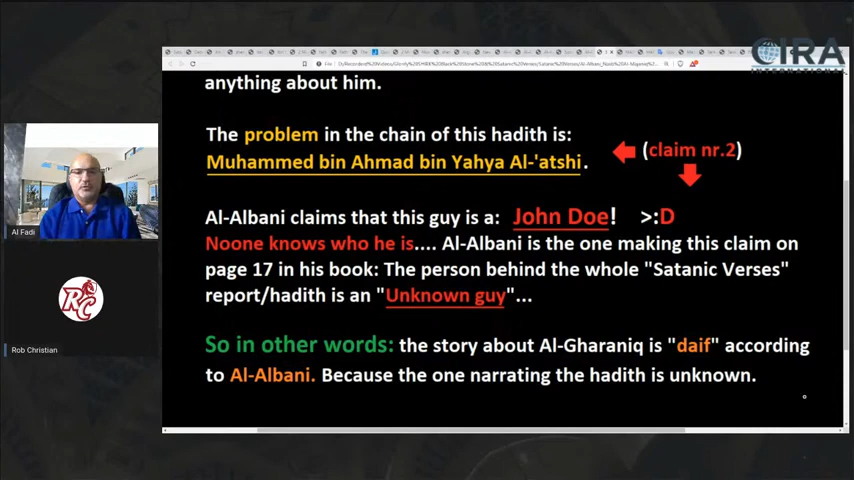 CIRA
INTERNATIONAL
anything about him.
The problem in the chain of this hadith is:
Muhammed bin Ahmad bin Yahya Al-'atshi.
(claim nr.2)
Al-Albani claims that this guy is a: John Doe! >:D
Noone knows who he is.... Al-Albani is the one making this claim on
page 17 in his book: The person behind the whole "Satanic Verses"
report/hadith is an "Unknown guy"...
So in other words: the story about Al-Gharaniq is "daif" according
to Al-Albani. Because the one narrating the hadith is unknown.
Al Fadi
RC
Rob Christian